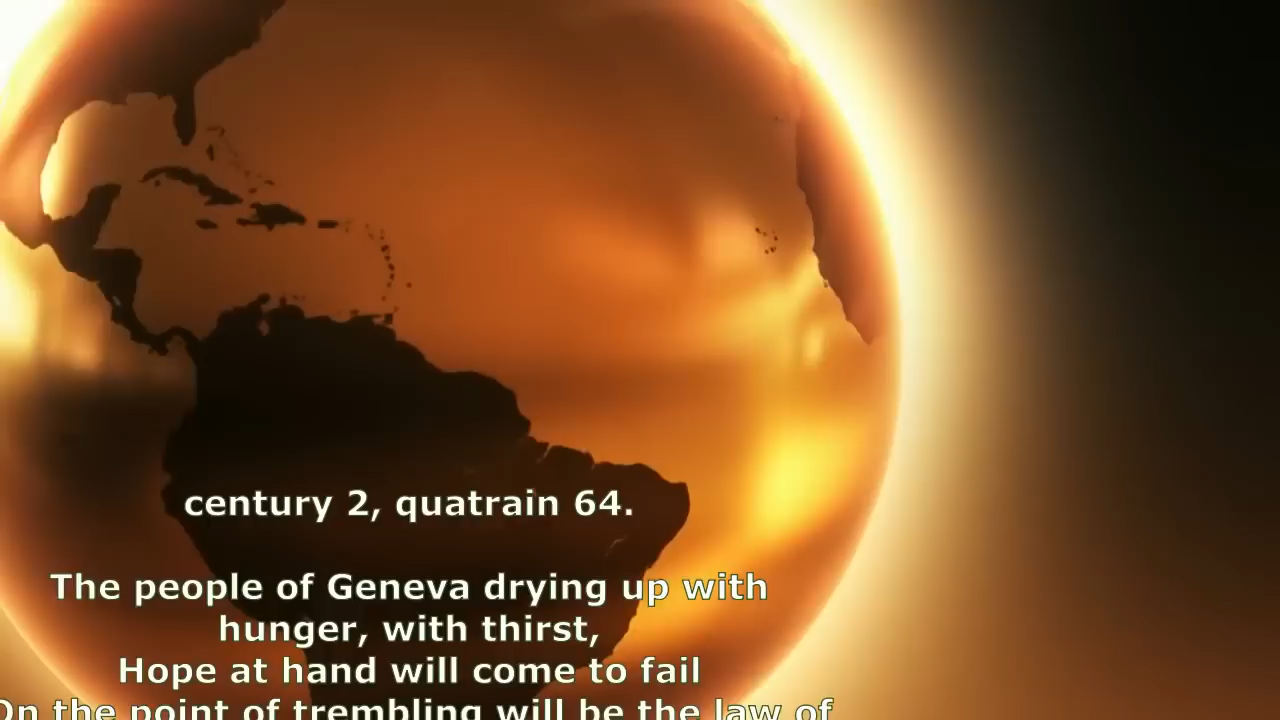 century 2, quatrain 64.
The people of Geneva drying up with
hunger, with thirst,
Hope at hand will come to fail
On the point of trembling will be the law of